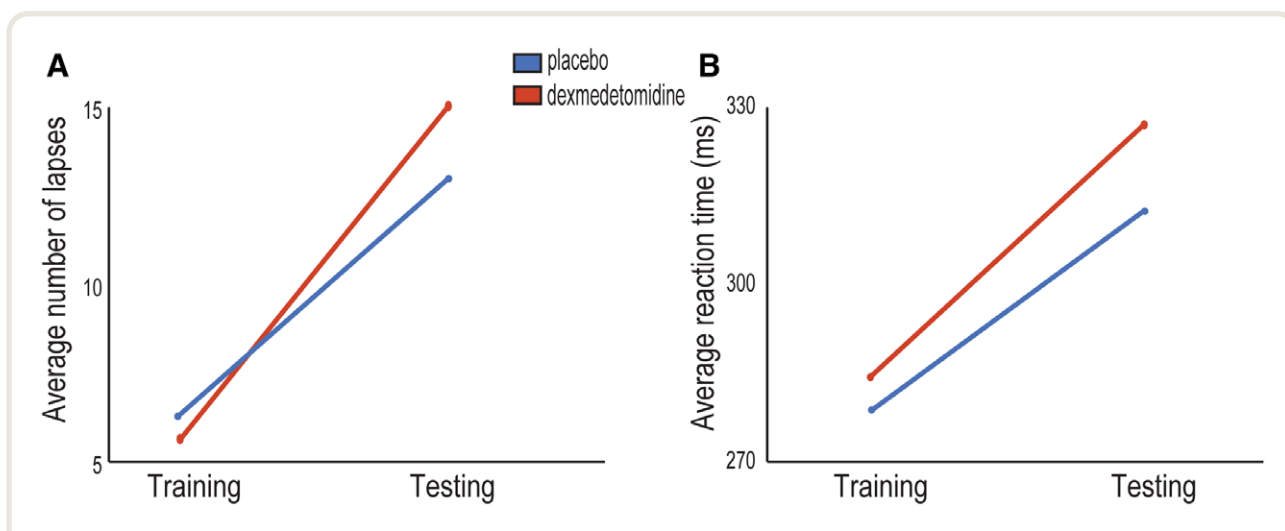 A
placebo
dexmedetomidine
Average number of lapses
15
10
5
Training
Testing
B
Average reaction time (ms)
330
300
270
Training
Testing